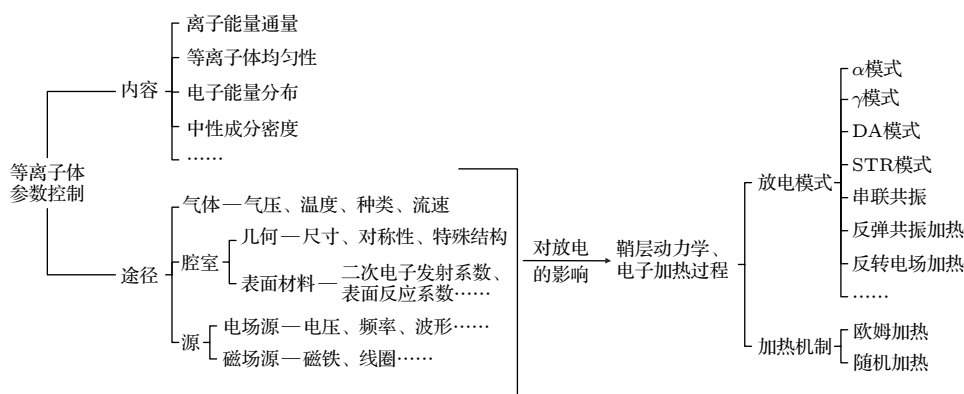 等离子体
参数控制
内容
离子能量通量
等离子体均匀性
电子能量分布
中性成分密度
……
途径
气体—气压、温度、种类、流速
腔室
几何—尺寸、对称性、特殊结构
表面材料—二次电子发射系数、
表面反应系数……
源
电场源—电压、频率、波形……
磁场源—磁铁、线圈……
对放电
的影响
鞘层动力学、
电子加热过程
放电模式
α模式
γ模式
DA模式
STR模式
串联共振
反弹共振加热
反转电场加热
……
加热机制
欧姆加热
随机加热